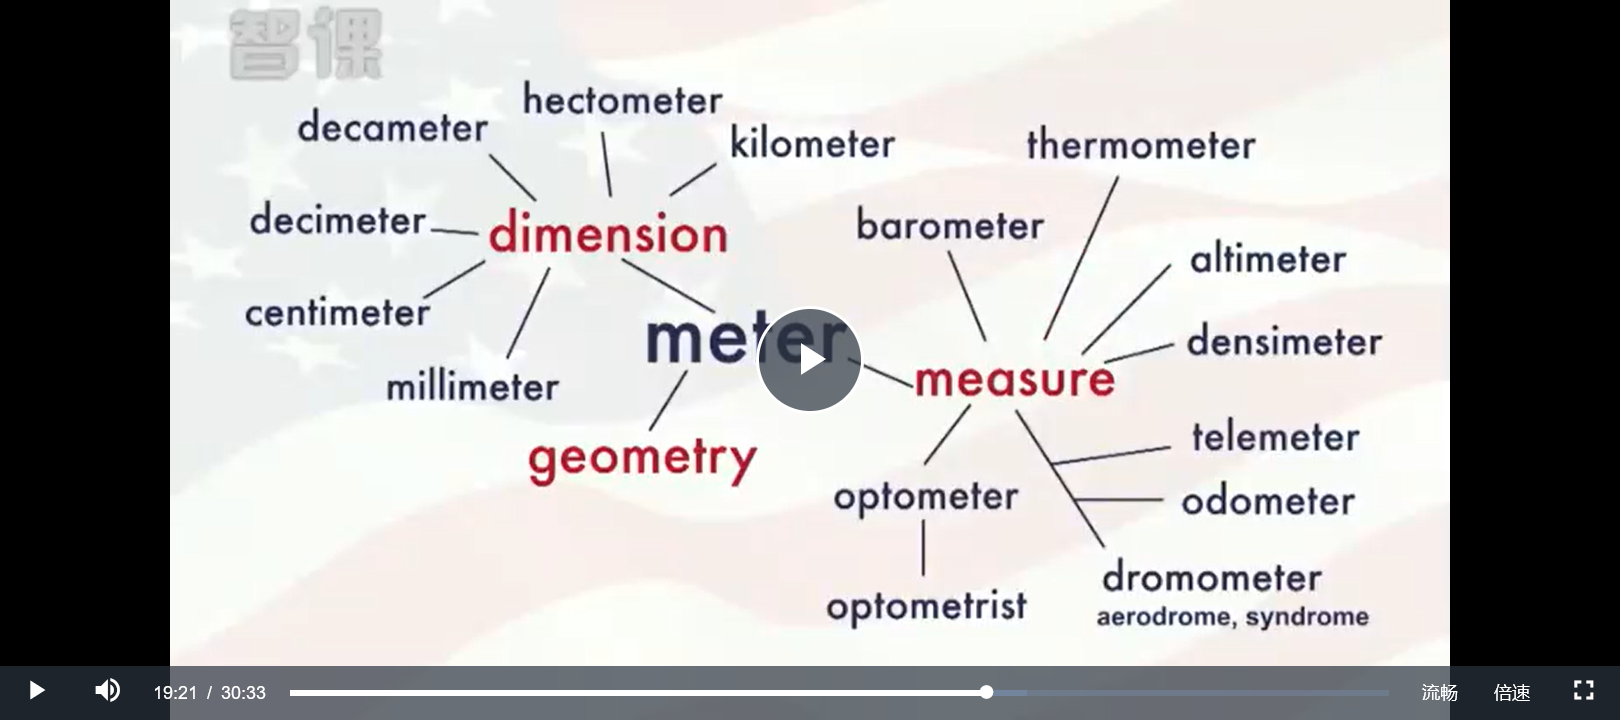 智课
hectometer
decameter
kilometer
thermometer
decimeter
dimension
barometer
altimeter
centimeter
meter
densimeter
millimeter
measure
geometry
telemeter
optometer
odometer
dromometer
optometrist
aerodrome, syndrome
19:21 / 30:33
流畅
倍速